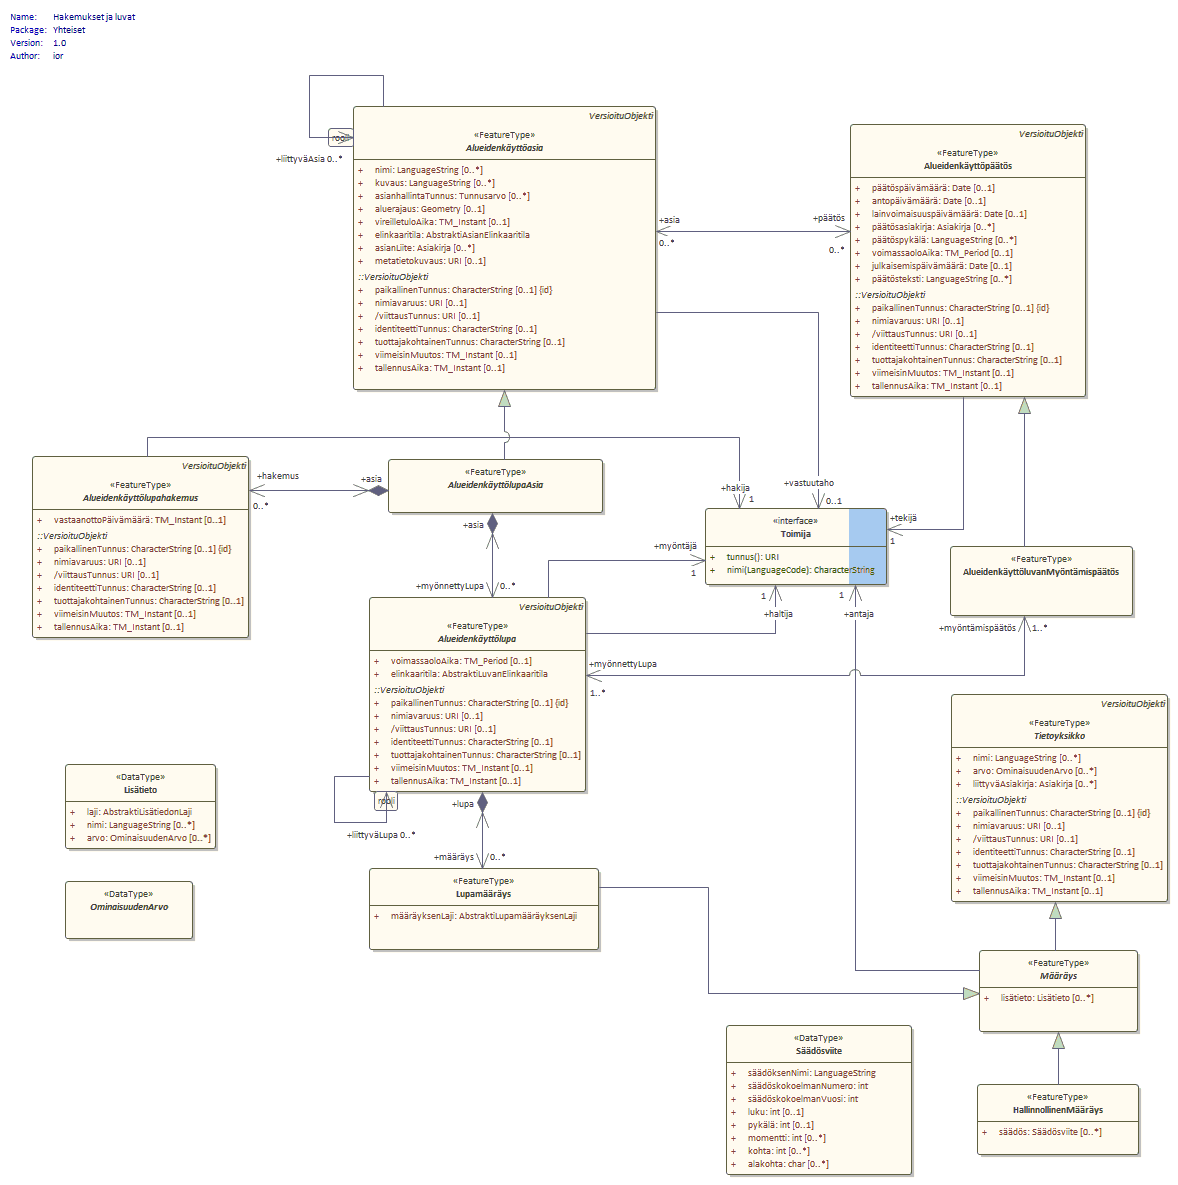 Name: Hakemukset ja luvat
Package: Yhteiset
Version: 1.0
Author: ior
VersioituObjekti
«FeatureType»
Alueidenkäyttöasia
+ nimi: LanguageString [0..*]
+ kuvaus: LanguageString [0..*]
+ asianhallintaTunnus: Tunnusarvo [0..*]
+ aluerajaus: Geometry [0..1]
+ vireilletuloAika: TM_Instant [0..1]
+ elinkaaritila: AbstraktiAsianElinkaaritila
+ asianLiite: Asiakirja [0..*]
+ metatietokuvaus: URI [0..1]
::VersioituObjekti
+ paikallinenTunnus: CharacterString [0..1] {id}
+ nimiavaruus: URI [0..1]
+ /viittausTunnus: URI [0..1]
+ identiteettiTunnus: CharacterString [0..1]
+ tuottajakohtainenTunnus: CharacterString [0..1]
+ viimeisinMuutos: TM_Instant [0..1]
+ tallennusAika: TM_Instant [0..1]
rooli
+liittyväAsia 0..*
VersioituObjekti
«FeatureType»
Alueidenkäyttöpäätös
+ päätöspäivämäärä: Date [0..1]
+ antopäivämäärä: Date [0..1]
+ lainvoimaisuuspäivämäärä: Date [0..1]
+ päätösasiakirja: Asiakirja [0..*]
+ päätöspykälä: LanguageString [0..*]
+ voimassaoloAika: TM_Period [0..1]
+ julkaisemispäivämäärä: Date [0..1]
+ päätösteksti: LanguageString [0..*]
::VersioituObjekti
+ paikallinenTunnus: CharacterString [0..1] {id}
+ nimiavaruus: URI [0..1]
+ /viittausTunnus: URI [0..1]
+ identiteettiTunnus: CharacterString [0..1]
+ tuottajakohtainenTunnus: CharacterString [0..1]
+ viimeisinMuutos: TM_Instant [0..1]
+ tallennusAika: TM_Instant [0..1]
+asia
0..*
+päätös
0..*
VersioituObjekti
«FeatureType»
Alueidenkäyttölupahakemus
+ vastaanottoPäivämäärä: TM_Instant [0..1]
::VersioituObjekti
+ paikallinenTunnus: CharacterString [0..1] {id}
+ nimiavaruus: URI [0..1]
+ /viittausTunnus: URI [0..1]
+ identiteettiTunnus: CharacterString [0..1]
+ tuottajakohtainenTunnus: CharacterString [0..1]
+ viimeisinMuutos: TM_Instant [0..1]
+ tallennusAika: TM_Instant [0..1]
+hakemus
0..*
+asia
«FeatureType»
AlueidenkäyttölupaAsia
+asia
+myönnettyLupa 0..*
+hakija
1
+vastuutaho
0..1
«interface»
Toimija
+ tunnus(): URI
+ nimi(LanguageCode): CharacterString
+tekijä
1
+myöntäjä
1
1
+haltija
1
+antaja
«FeatureType»
AlueidenkäyttöluvanMyöntämispäätös
+myöntämispäätös 1..*
+myönnettyLupa
1..*
VersioituObjekti
«FeatureType»
Alueidenkäyttölupa
+ voimassaoloAika: TM_Period [0..1]
+ elinkaaritila: AbstraktiLuvanElinkaaritila
::VersioituObjekti
+ paikallinenTunnus: CharacterString [0..1] {id}
+ nimiavaruus: URI [0..1]
+ /viittausTunnus: URI [0..1]
+ identiteettiTunnus: CharacterString [0..1]
+ tuottajakohtainenTunnus: CharacterString [0..1]
+ viimeisinMuutos: TM_Instant [0..1]
+ tallennusAika: TM_Instant [0..1]
rooli
+liittyväLupa 0..*
+lupa
+määräys 0..*
«FeatureType»
Lupamääräys
+ määräyksenLaji: AbstraktiLupamääräyksenLaji
VersioituObjekti
«FeatureType»
Tietoyksikko
+ nimi: LanguageString [0..*]
+ arvo: OminaisuudenArvo [0..*]
+ liittyväAsiakirja: Asiakirja [0..*]
::VersioituObjekti
+ paikallinenTunnus: CharacterString [0..1] {id}
+ nimiavaruus: URI [0..1]
+ /viittausTunnus: URI [0..1]
+ identiteettiTunnus: CharacterString [0..1]
+ tuottajakohtainenTunnus: CharacterString [0..1]
+ viimeisinMuutos: TM_Instant [0..1]
+ tallennusAika: TM_Instant [0..1]
«DataType»
Lisätieto
+ laji: AbstraktiLisätiedonLaji
+ nimi: LanguageString [0..*]
+ arvo: OminaisuudenArvo [0..*]
«DataType»
OminaisuudenArvo
«FeatureType»
Määräys
+ lisätieto: Lisätieto [0..*]
«DataType»
Säädösviite
+ säädöksenNimi: LanguageString
+ säädöskokoelmanNumero: int
+ säädöskokoelmanVuosi: int
+ luku: int [0..1]
+ pykälä: int [0..1]
+ momentti: int [0..*]
+ kohta: int [0..*]
+ alakohta: char [0..*]
«FeatureType»
HallinnollinenMääräys
+ säädös: Säädösviite [0..*]